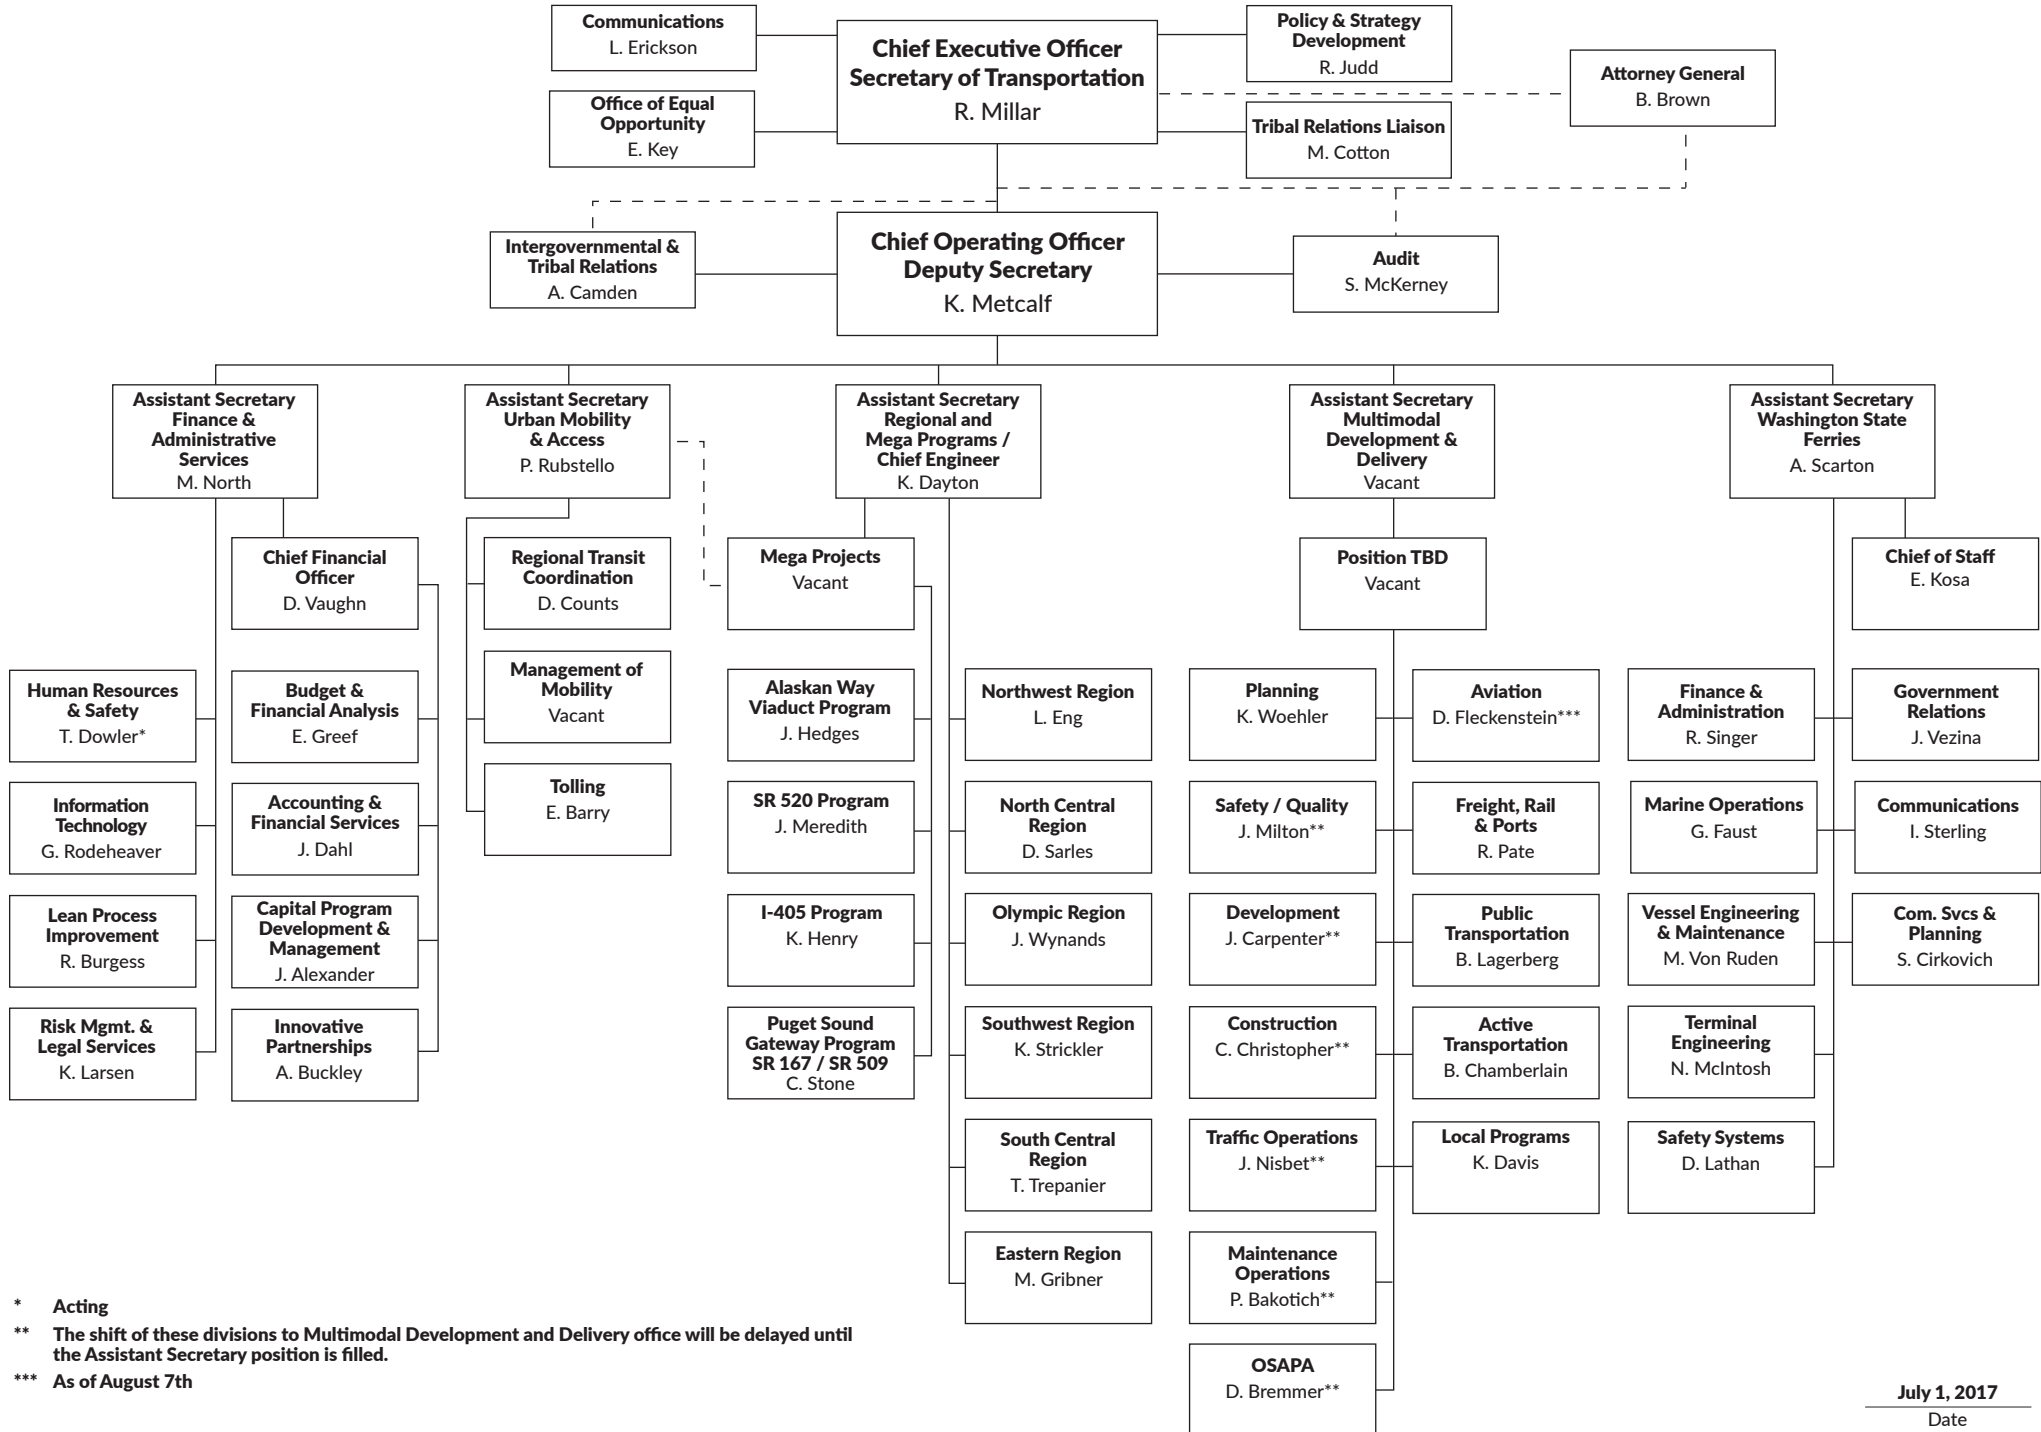 Communications
L. Erickson
Chief Executive Officer
Secretary of Transportation
R. Millar
Policy & Strategy
Development
R. Judd
Attorney General
B. Brown
Office of Equal
Opportunity
E. Key
Tribal Relations Liaison
M. Cotton
Intergovernmental &
Tribal Relations
A. Camden
Chief Operating Officer
Deputy Secretary
K. Metcalf
Audit
S. McKerney
Assistant Secretary
Finance &
Administrative
Services
M. North
Assistant Secretary
Urban Mobility
& Access
P. Rubstello
Assistant Secretary
Regional and
Mega Programs /
Chief Engineer
K. Dayton
Assistant Secretary
Multimodal
Development &
Delivery
Vacant
Assistant Secretary
Washington State
Ferries
A. Scarton
Chief Financial
Officer
D. Vaughn
Regional Transit
Coordination
D. Counts
Mega Projects
Vacant
Position TBD
Vacant
Chief of Staff
E. Kosa
Human Resources
& Safety
T. Dowler*
Budget &
Financial Analysis
E. Greef
Management of
Mobility
Vacant
Alaskan Way
Viaduct Program
J. Hedges
Northwest Region
L. Eng
Planning
K. Woehler
Aviation
D. Fleckenstein***
Finance &
Administration
R. Singer
Government
Relations
J. Vezina
Information
Technology
G. Rodeheaver
Accounting &
Financial Services
J. Dahl
Tolling
E. Barry
SR 520 Program
J. Meredith
North Central
Region
D. Sarles
Safety / Quality
J. Milton**
Freight, Rail
& Ports
R. Pate
Marine Operations
G. Faust
Communications
I. Sterling
Lean Process
Improvement
R. Burgess
Capital Program
Development &
Management
J. Alexander
I-405 Program
K. Henry
Olympic Region
J. Wynands
Development
J. Carpenter**
Public
Transportation
B. Lagerberg
Vessel Engineering
& Maintenance
M. Von Ruden
Com. Svcs &
Planning
S. Cirkovich
Risk Mgmt. &
Legal Services
K. Larsen
Innovative
Partnerships
A. Buckley
Puget Sound
Gateway Program
SR 167 / SR 509
C. Stone
Southwest Region
K. Strickler
Construction
C. Christopher**
Active
Transportation
B. Chamberlain
Terminal
Engineering
N. McIntosh
South Central
Region
T. Trepanier
Traffic Operations
J. Nisbet**
Local Programs
K. Davis
Safety Systems
D. Lathan
Eastern Region
M. Gribner
Maintenance
Operations
P. Bakotich**
OSAPA
D. Bremmer**
* Acting
** The shift of these divisions to Multimodal Development and Delivery office will be delayed until
the Assistant Secretary position is filled.
*** As of August 7th
July 1, 2017
Date